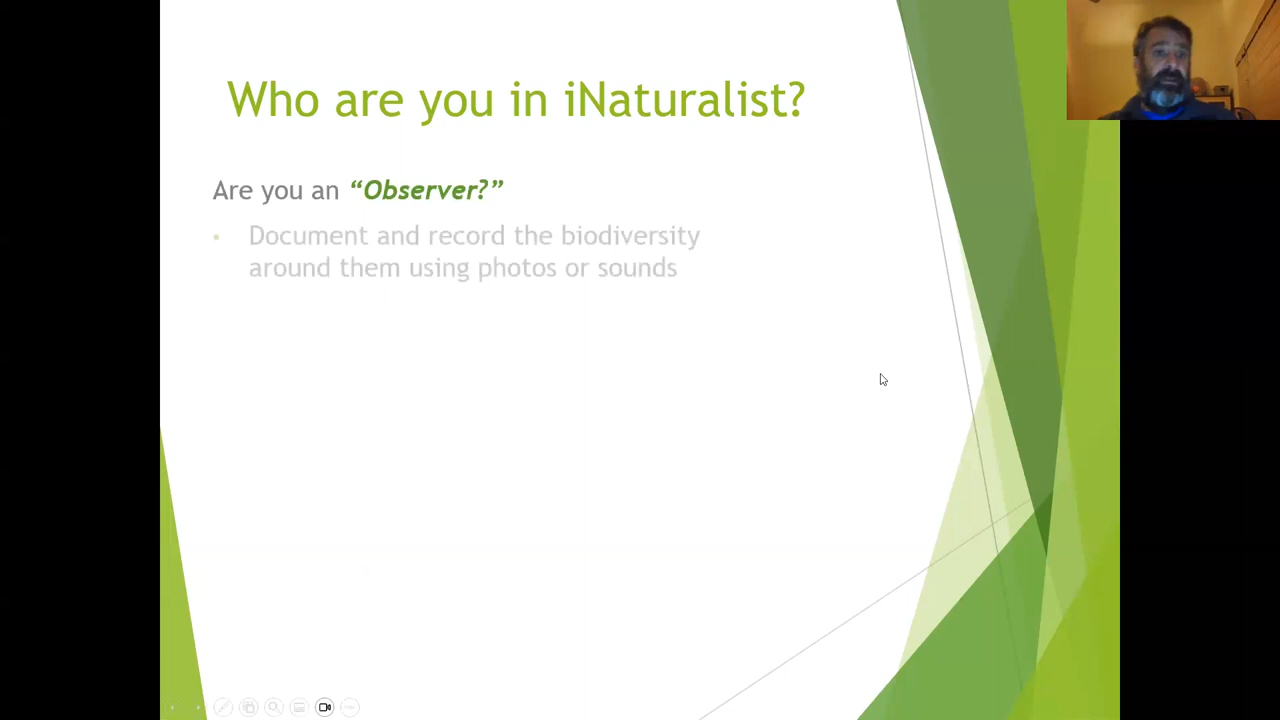 Who are you in iNaturalist?
Are you an “Observer?”
• Document and record the biodiversity
around them using photos or sounds